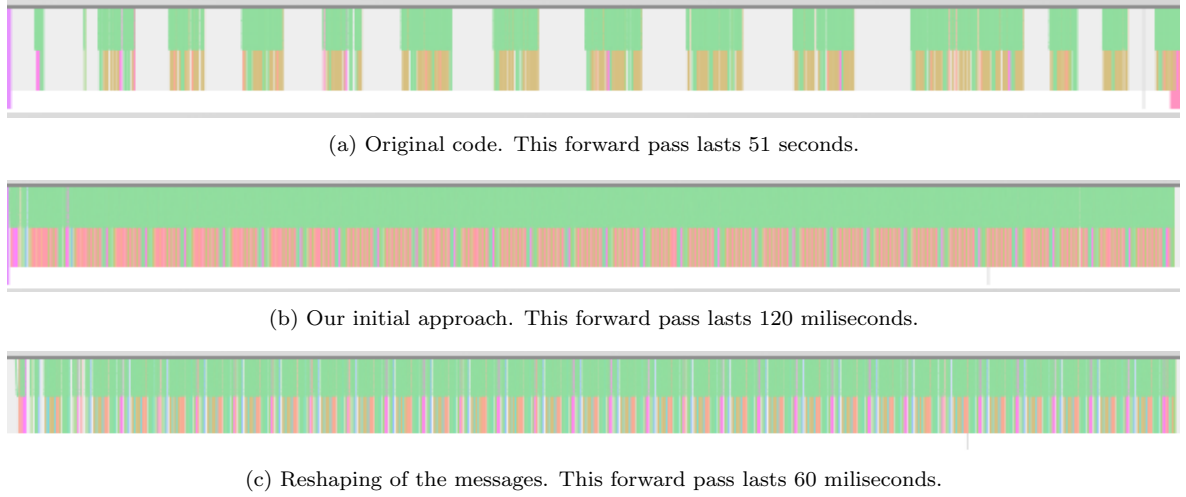 (a) Original code. This forward pass lasts 51 seconds.
(b) Our initial approach. This forward pass lasts 120 miliseconds.
(c) Reshaping of the messages. This forward pass lasts 60 miliseconds.